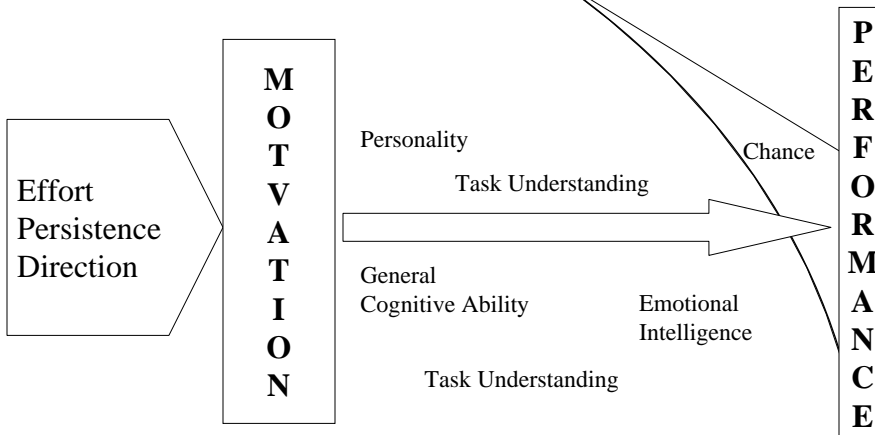 Effort
Persistence
Direction
M
O
T
V
A
T
I
O
N
Personality
Task Understanding
General
Cognitive Ability
Emotional
Intelligence
Task Understanding
Chance
P
E
R
F
O
R
M
A
N
C
E